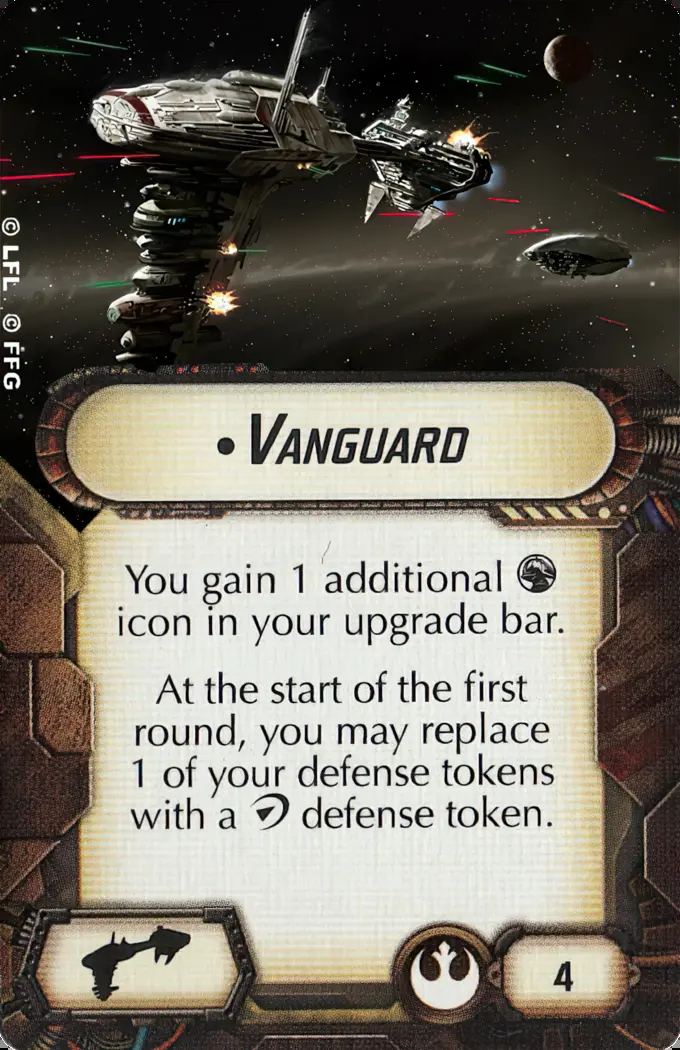 © LFL © FFG
• VANGUARD
You gain 1 additional
icon in your upgrade bar.
At the start of the first
round, you may replace
1 of your defense tokens
with a defense token.
4